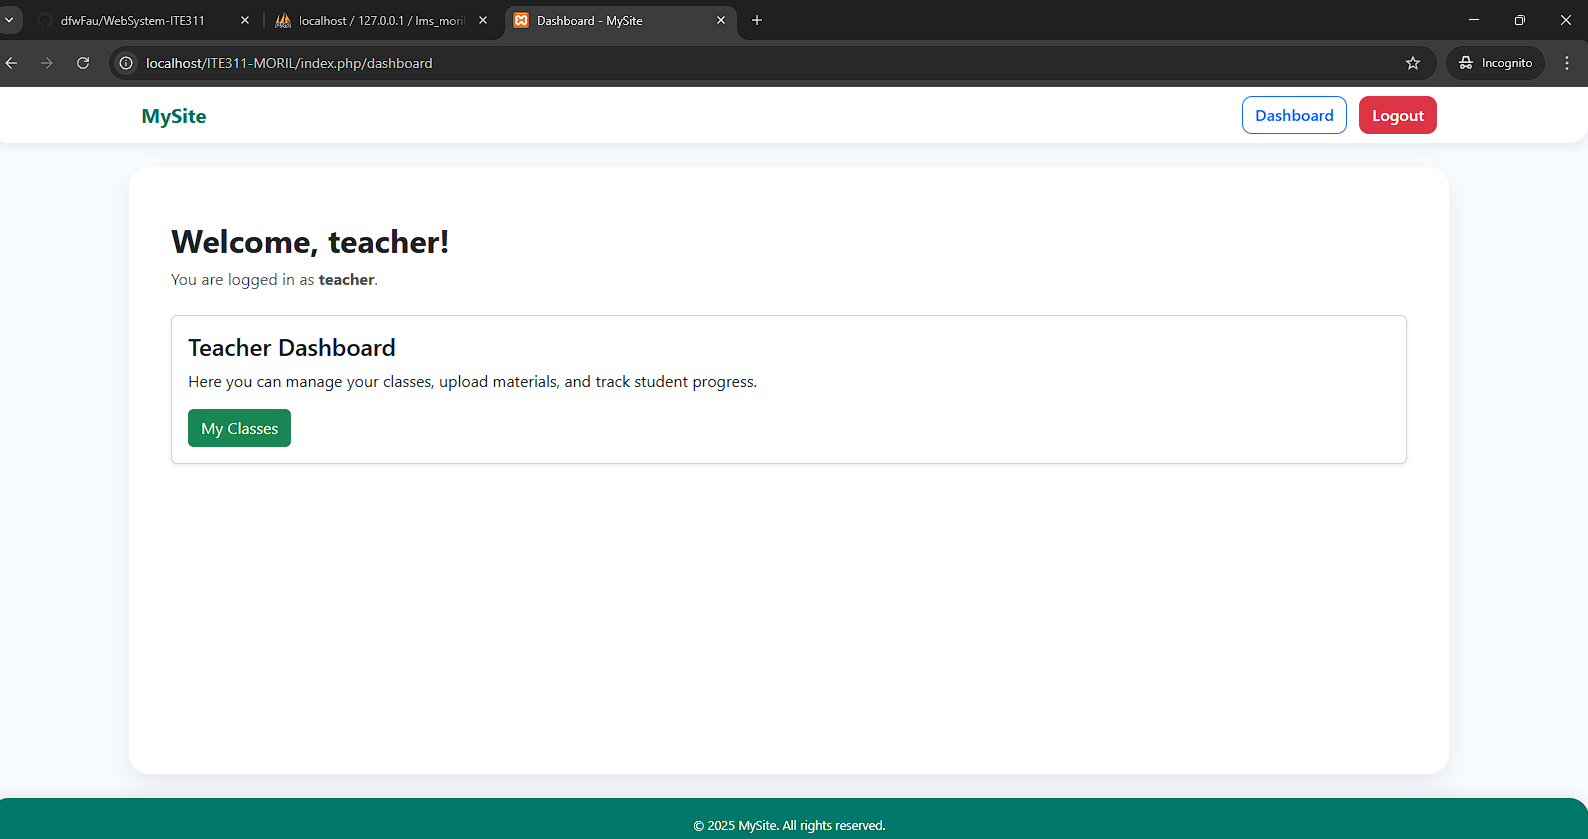 dfwFau/WebSystem-ITE311
localhost / 127.0.0.1 / lms_moril
Dashboard - MySite
localhost/ITE311-MORIL/index.php/dashboard
Incognito
MySite
Dashboard
Logout
Welcome, teacher!
You are logged in as teacher.
Teacher Dashboard
Here you can manage your classes, upload materials, and track student progress.
My Classes
© 2025 MySite. All rights reserved.